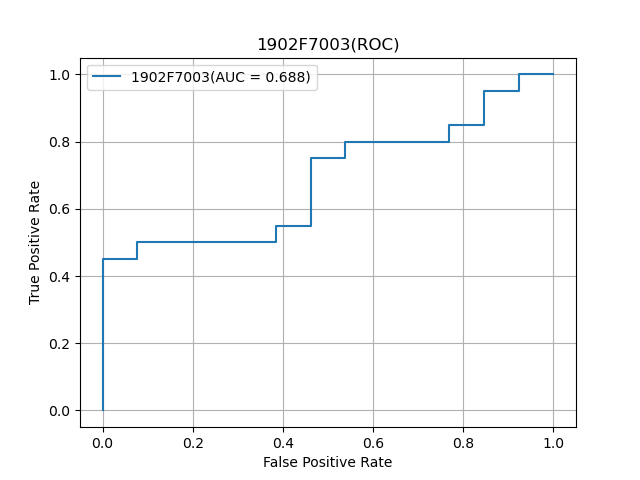 1902F7003(ROC)
1902F7003(AUC = 0.688)
True Positive Rate
1.0
0.8
0.6
0.4
0.2
0.0
0.0 0.2 0.4 0.6 0.8 1.0
False Positive Rate